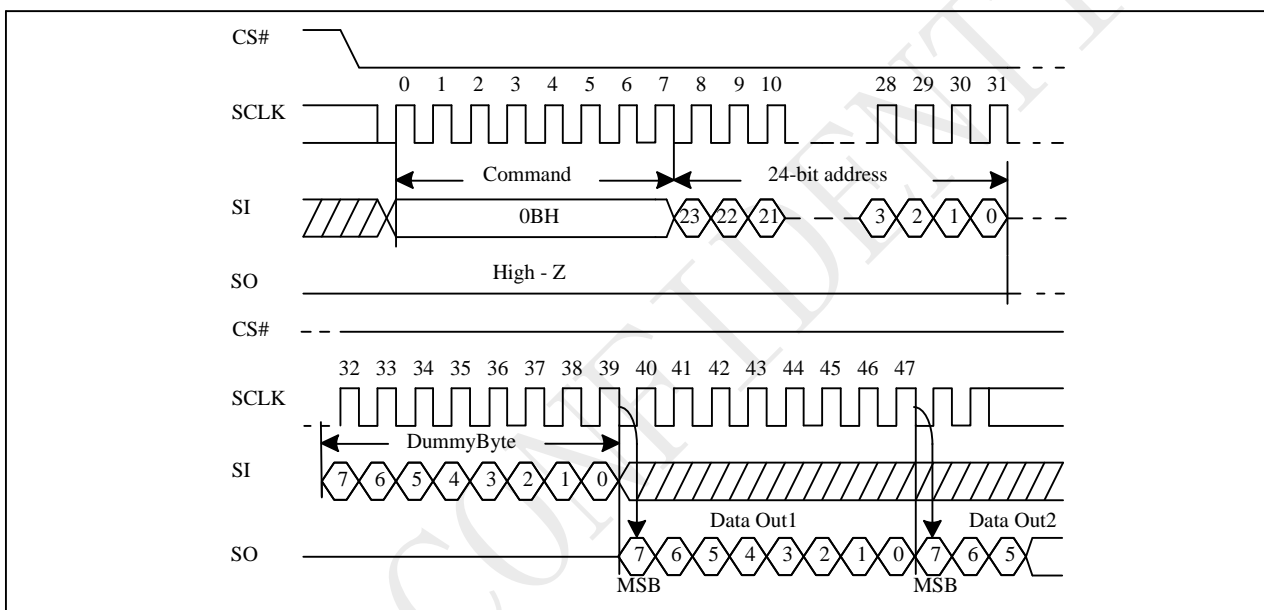 CS#
0 1 2 3 4 5 6 7 8 9 10 28 29 30 31
SCLK
Command 24-bit address
SI 0BH 23 22 21 3 2 1 0
SO High - Z
CS#
32 33 34 35 36 37 38 39 40 41 42 43 44 45 46 47
SCLK
DummyByte
SI 7 6 5 4 3 2 1 0
Data Out1 Data Out2
SO 7 6 5 4 3 2 1 0 7 6 5
MSB MSB
CONFIDENT